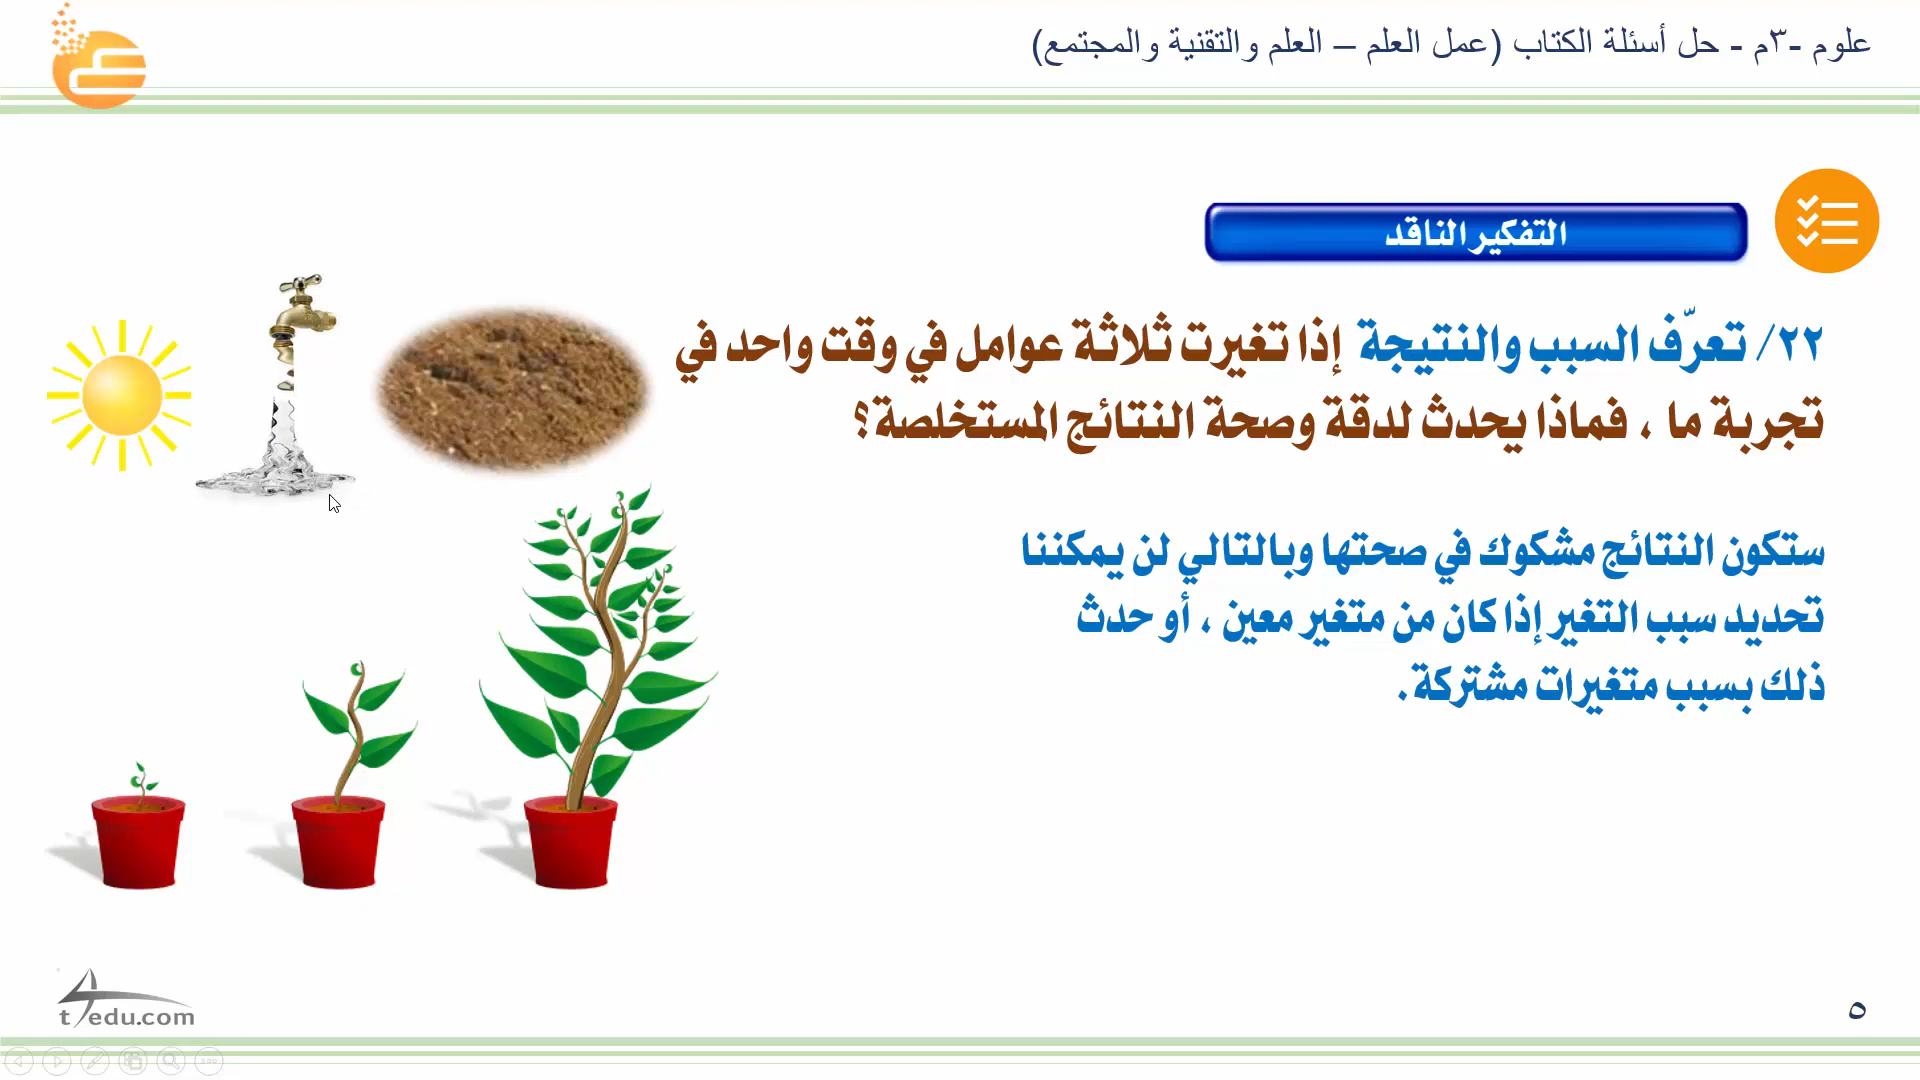 علوم -٣م - حل أسئلة الكتاب (عمل العلم – العلم والتقنية والمجتمع)
التفكير الناقد
٢٢/ تعرّف السبب والنتيجة إذا تغيرت ثلاثة عوامل في وقت واحد في
تجربة ما ، فماذا يحدث لدقة وصحة النتائج المستخلصة؟
ستكون النتائج مشكوك في صحتها وبالتالي لن يمكننا
تحديد سبب التغير إذا كان من متغير معين ، أو حدث
ذلك بسبب متغيرات مشتركة.
t4edu.com
٥